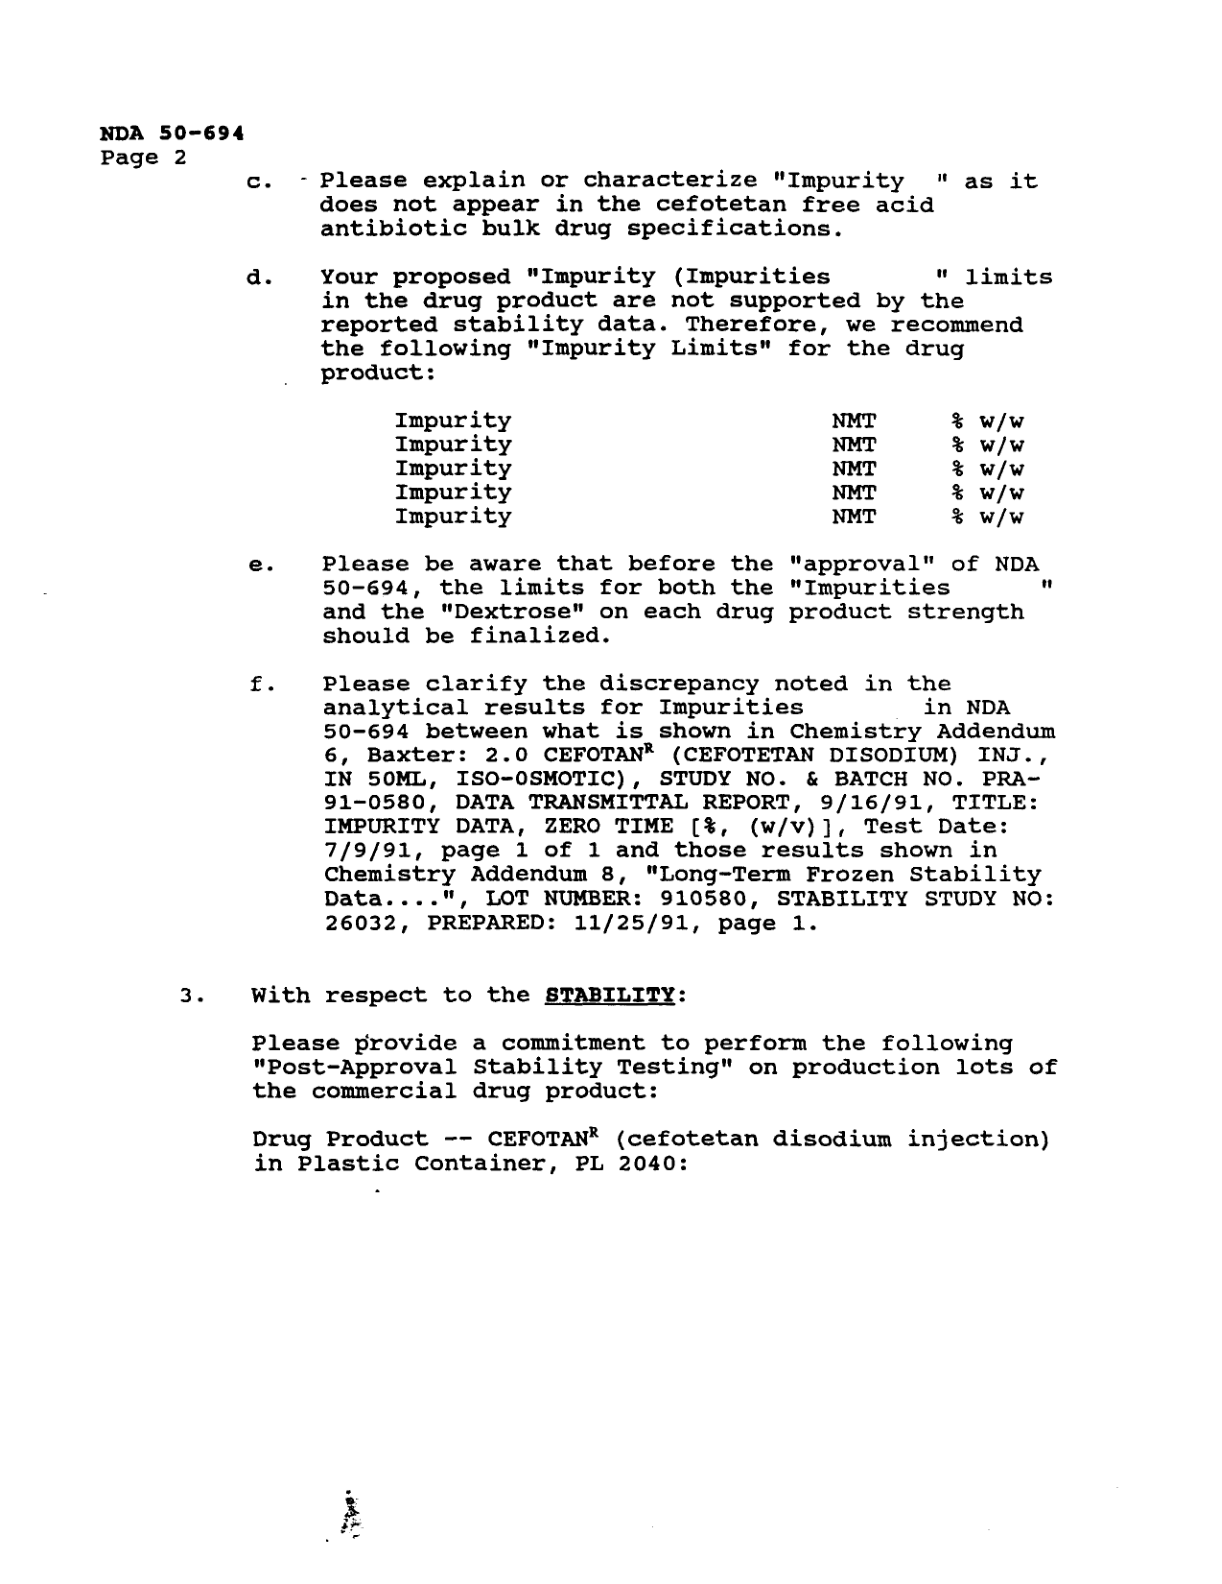 NDA 50-694
Page 2
c. - Please explain or characterize "Impurity " as it
does not appear in the cefotetan free acid
antibiotic bulk drug specifications.
d. Your proposed "Impurity (Impurities " limits
in the drug product are not supported by the
reported stability data. Therefore, we recommend
the following "Impurity Limits" for the drug
product:
Impurity NMT % w/w
Impurity NMT % w/w
Impurity NMT % w/w
Impurity NMT % w/w
Impurity NMT % w/w
e. Please be aware that before the "approval" of NDA
50-694, the limits for both the "Impurities "
and the "Dextrose" on each drug product strength
should be finalized.
f. Please clarify the discrepancy noted in the
analytical results for Impurities in NDA
50-694 between what is shown in Chemistry Addendum
6, Baxter: 2.0 CEFOTANᴿ (CEFOTETAN DISODIUM) INJ.,
IN 50ML, ISO-OSMOTIC), STUDY NO. & BATCH NO. PRA-
91-0580, DATA TRANSMITTAL REPORT, 9/16/91, TITLE:
IMPURITY DATA, ZERO TIME [%, (w/v)], Test Date:
7/9/91, page 1 of 1 and those results shown in
Chemistry Addendum 8, "Long-Term Frozen Stability
Data....", LOT NUMBER: 910580, STABILITY STUDY NO:
26032, PREPARED: 11/25/91, page 1.
3. With respect to the STABILITY:
Please provide a commitment to perform the following
"Post-Approval Stability Testing" on production lots of
the commercial drug product:
Drug Product -- CEFOTANᴿ (cefotetan disodium injection)
in Plastic Container, PL 2040: